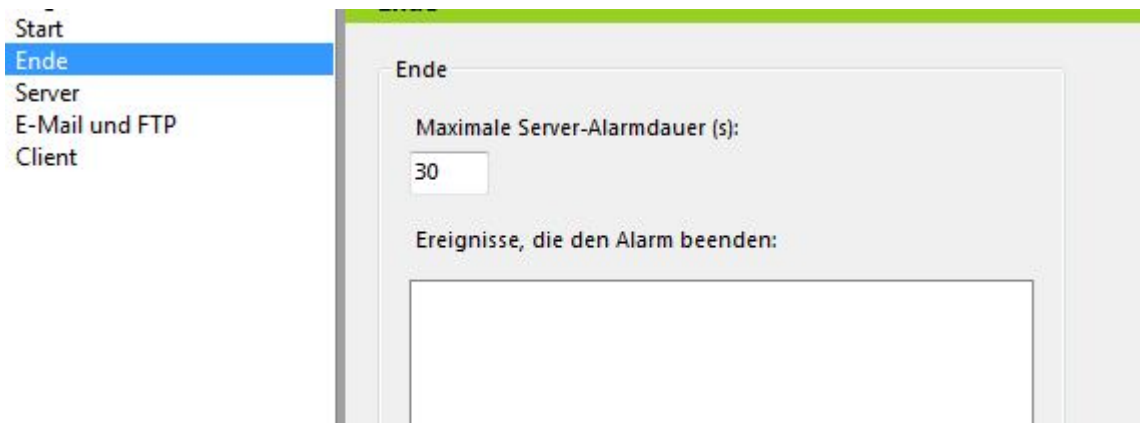 Start
Ende
Server
E-Mail und FTP
Client
Ende
Maximale Server-Alarmdauer (s):
30
Ereignisse, die den Alarm beenden: